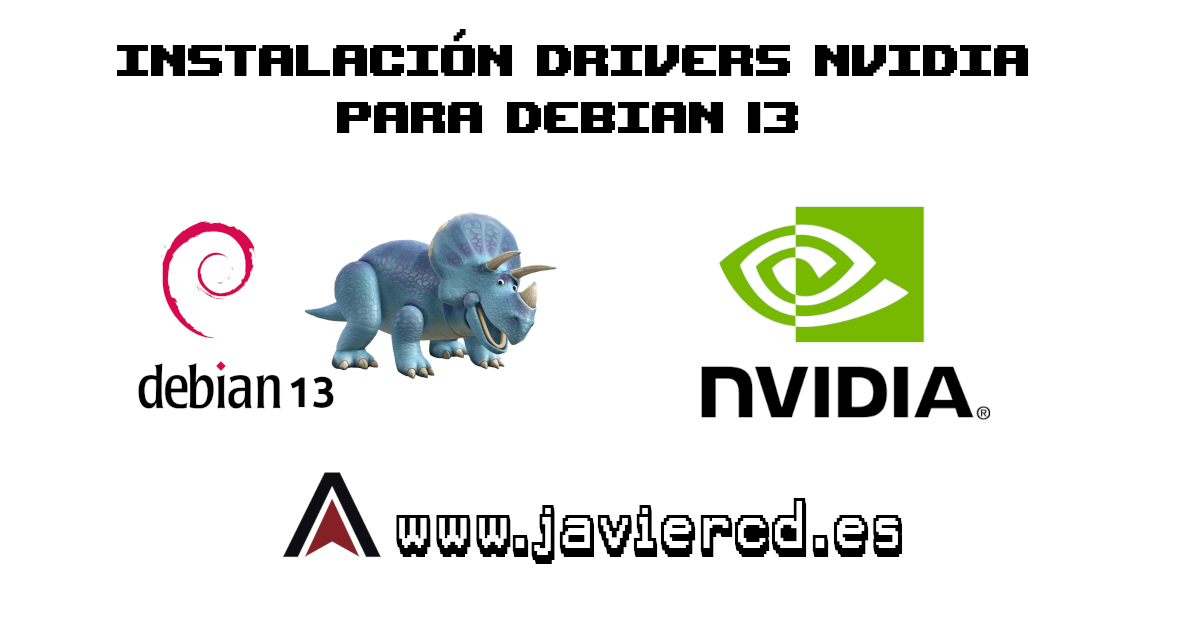 INSTALACIÓN DRIVERS NVIDIA
PARA DEBIAN 13
debian 13
NVIDIA®
www.javiercd.es